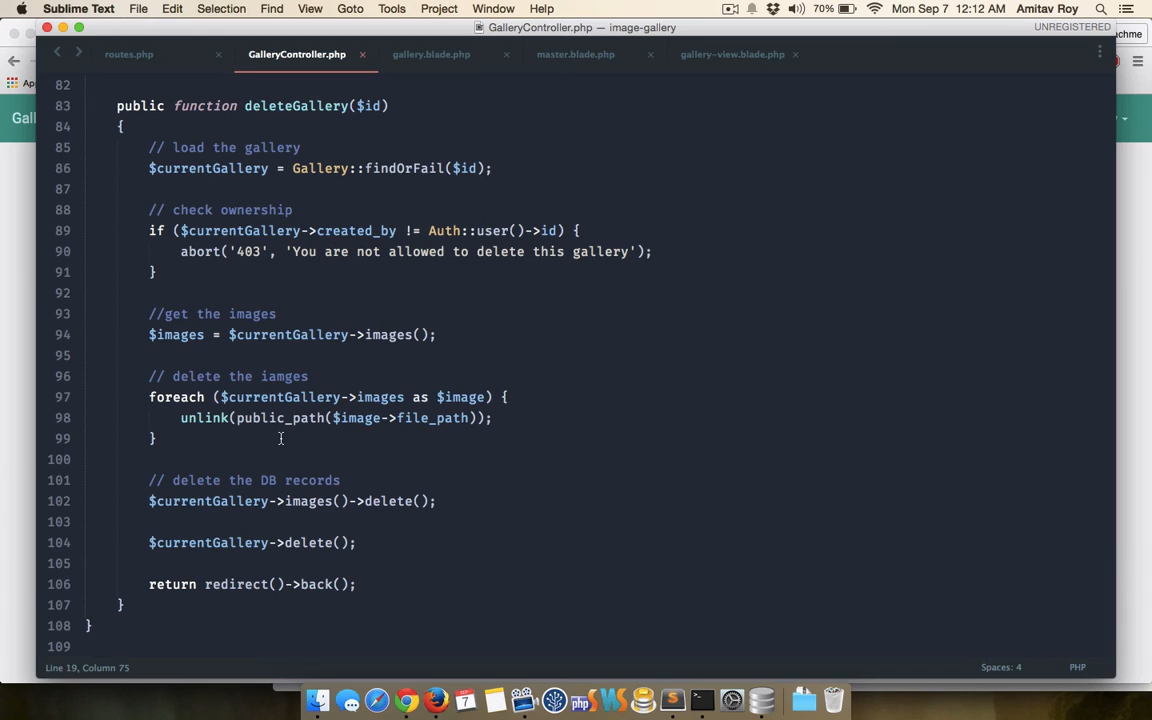 Sublime Text File Edit Selection Find View Goto Tools Project Window Help 70% Mon Sep 7 12:12 AM Amitav Roy
GalleryController.php — image-gallery UNREGISTERED
routes.php GalleryController.php gallery.blade.php master.blade.php gallery-view.blade.php
82
83 public function deleteGallery($id)
84 {
85 // load the gallery
86 $currentGallery = Gallery::findOrFail($id);
87
88 // check ownership
89 if ($currentGallery->created_by != Auth::user()->id) {
90 abort('403', 'You are not allowed to delete this gallery');
91 }
92
93 //get the images
94 $images = $currentGallery->images();
95
96 // delete the iamges
97 foreach ($currentGallery->images as $image) {
98 unlink(public_path($image->file_path));
99 }
100
101 // delete the DB records
102 $currentGallery->images()->delete();
103
104 $currentGallery->delete();
105
106 return redirect()->back();
107 }
108 }
109
Line 19, Column 75 Spaces: 4 PHP
7 php S